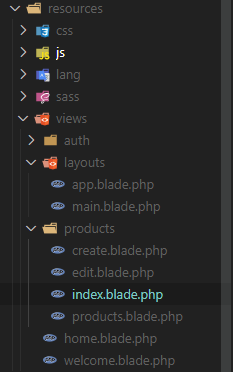 resources
css
js
lang
sass
views
auth
layouts
app.blade.php
main.blade.php
products
create.blade.php
edit.blade.php
index.blade.php
products.blade.php
home.blade.php
welcome.blade.php